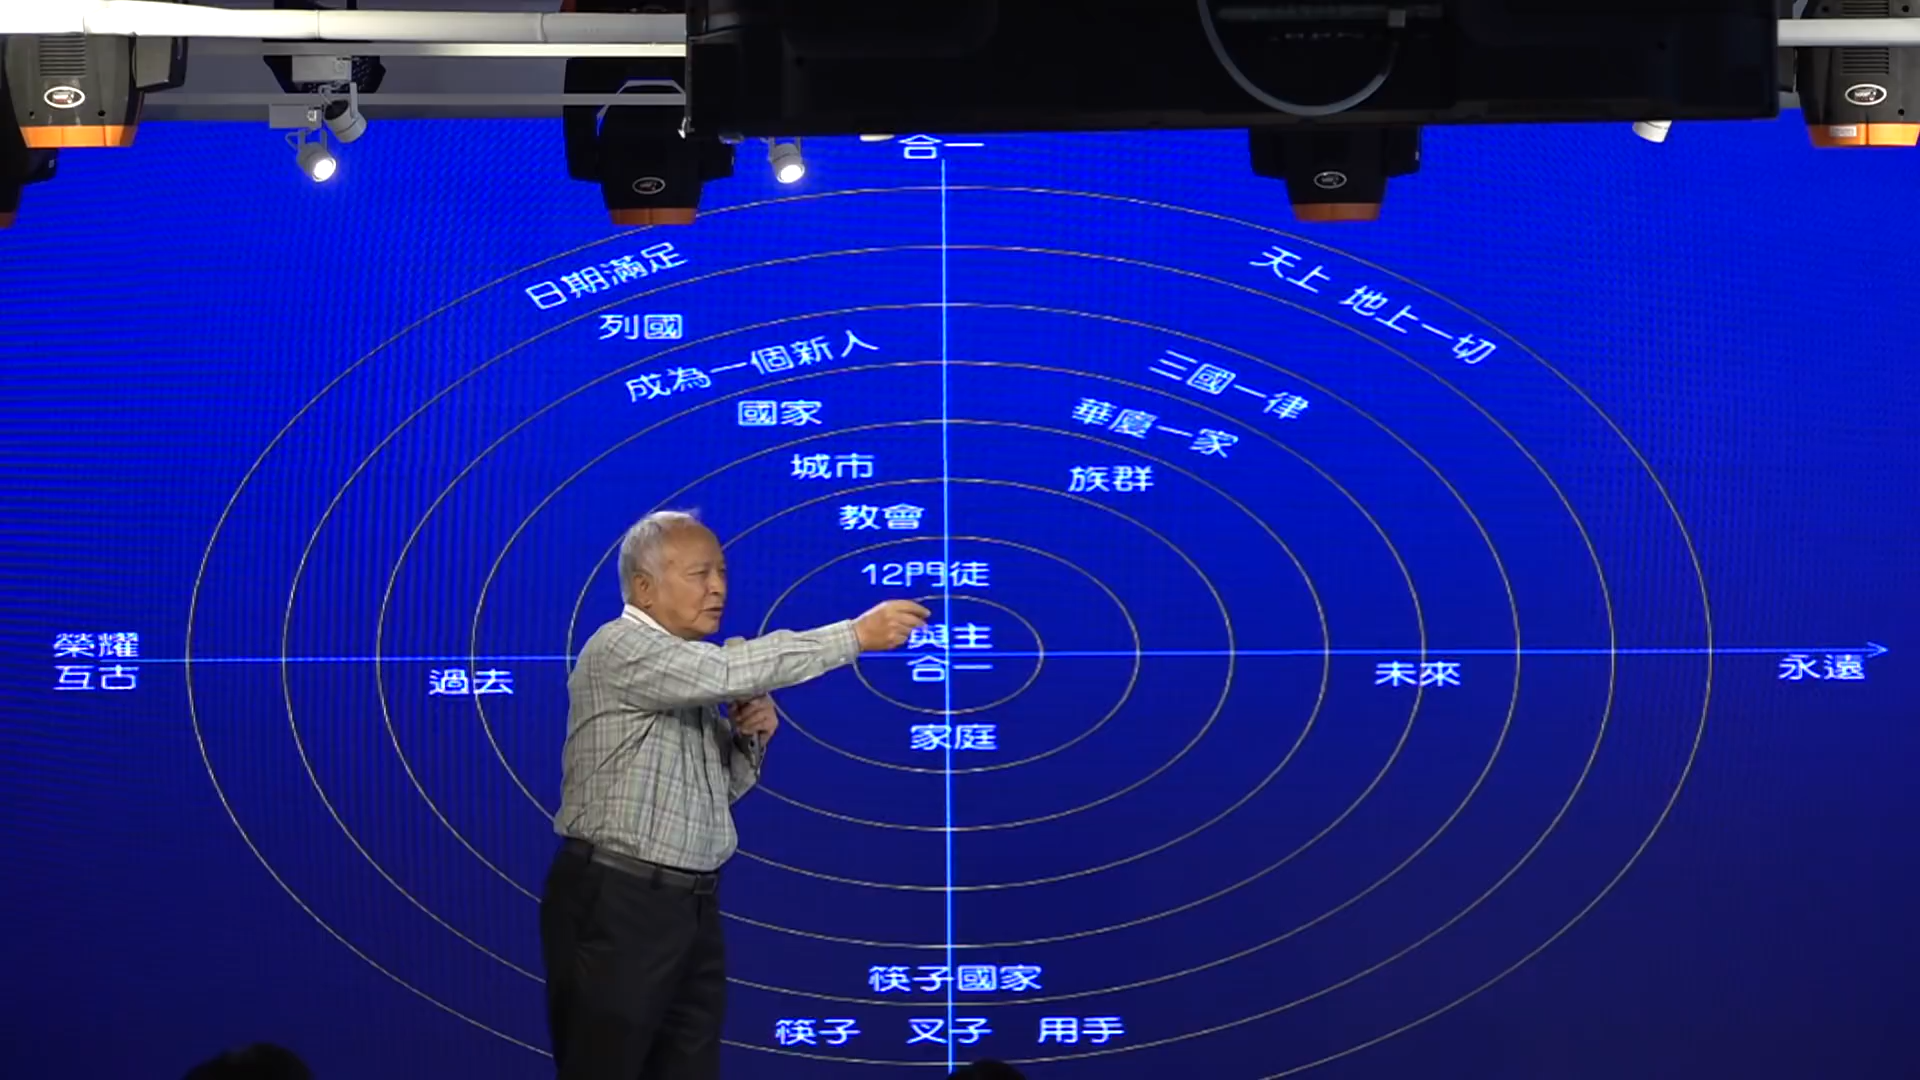 合一
日期滿足
天上 地上一切
列國
成為一個新人
三國一律
國家
華慶一家
城市
族群
教會
12門徒
榮耀
亙古
過去
與主
合一
未來
永遠
家庭
筷子國家
筷子 叉子 用手